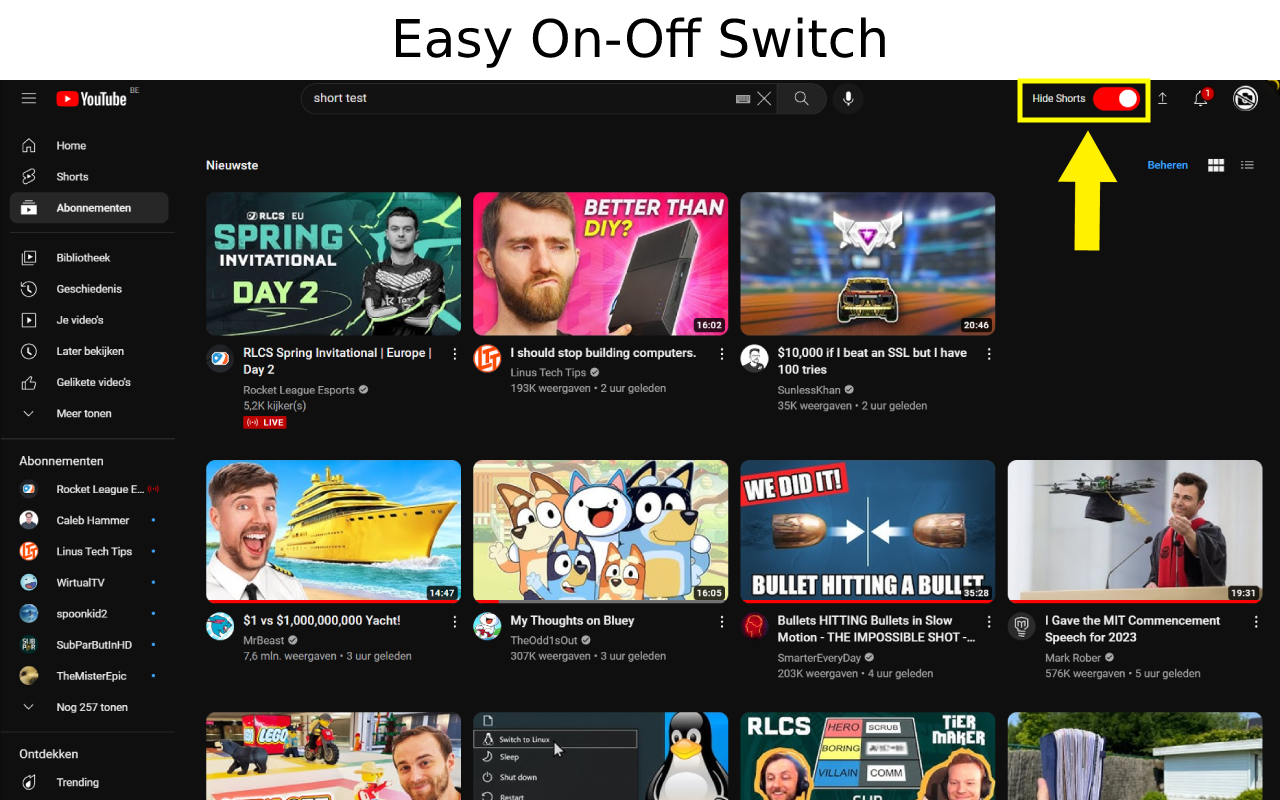 Easy On-Off Switch
YouTube BE
short test
Hide Shorts
1
Home
Shorts
Abonnementen
Bibliotheek
Geschiedenis
Je video's
Later bekijken
Gelikete video's
Meer tonen
Abonnementen
Rocket League E...
Caleb Hammer
Linus Tech Tips
WirtualTV
spoonkid2
SubParButInHD
TheMisterEpic
Nog 257 tonen
Ontdekken
Trending
Nieuwste
Beheren
RLCS EU
SPRING
INVITATIONAL
DAY 2
RLCS Spring Invitational | Europe |
Day 2
Rocket League Esports
5,2K kijker(s)
LIVE
BETTER THAN
DIY?
16:02
I should stop building computers.
Linus Tech Tips
193K weergaven • 2 uur geleden
20:46
$10,000 if I beat an SSL but I have
100 tries
SunlessKhan
35K weergaven • 2 uur geleden
14:47
$1 vs $1,000,000,000 Yacht!
MrBeast
7,6 mln. weergaven • 3 uur geleden
16:05
My Thoughts on Bluey
TheOdd1sOut
307K weergaven • 3 uur geleden
WE DID IT!
BULLET HITTING A BULLET
35:28
Bullets HITTING Bullets in Slow
Motion - THE IMPOSSIBLE SHOT -...
SmarterEveryDay
203K weergaven • 4 uur geleden
19:31
I Gave the MIT Commencement
Speech for 2023
Mark Rober
576K weergaven • 5 uur geleden
LEGO
Switch to Linux
Sleep
Shut down
Restart
RLCS
HERO SCRUB
BORING
VILLAIN COMM
TiER
MAKER